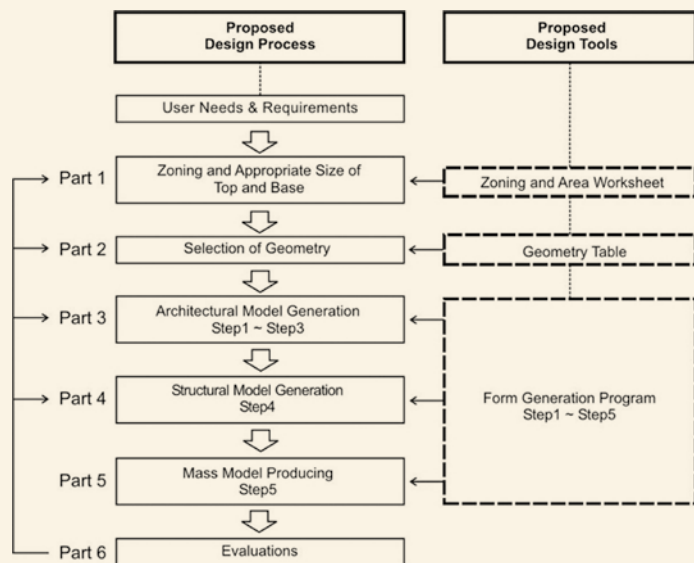 Proposed
Design Process
Proposed
Design Tools
User Needs & Requirements
Part 1
Zoning and Appropriate Size of
Top and Base
Zoning and Area Worksheet
Part 2
Selection of Geometry
Geometry Table
Part 3
Architectural Model Generation
Step1 ~ Step3
Part 4
Structural Model Generation
Step4
Form Generation Program
Step1 ~ Step5
Part 5
Mass Model Producing
Step5
Part 6
Evaluations